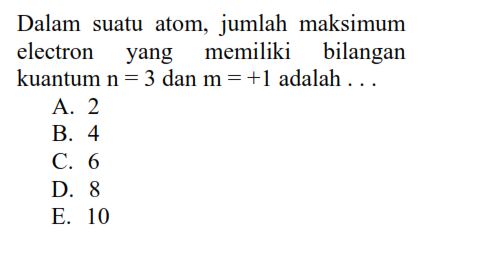 Dalam suatu atom, jumlah maksimum
electron yang memiliki bilangan
kuantum n = 3 dan m = +1 adalah . . .
A. 2
B. 4
C. 6
D. 8
E. 10